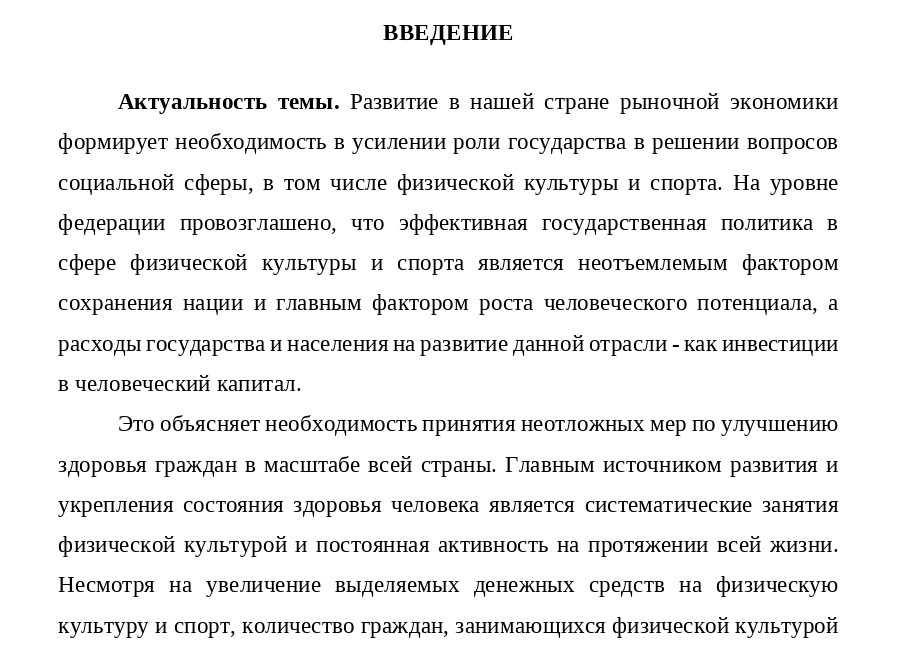 ВВЕДЕНИЕ
Актуальность темы. Развитие в нашей стране рыночной экономики
формирует необходимость в усилении роли государства в решении вопросов
социальной сферы, в том числе физической культуры и спорта. На уровне
федерации провозглашено, что эффективная государственная политика в
сфере физической культуры и спорта является неотъемлемым фактором
сохранения нации и главным фактором роста человеческого потенциала, а
расходы государства и населения на развитие данной отрасли - как инвестиции
в человеческий капитал.
Это объясняет необходимость принятия неотложных мер по улучшению
здоровья граждан в масштабе всей страны. Главным источником развития и
укрепления состояния здоровья человека является систематические занятия
физической культурой и постоянная активность на протяжении всей жизни.
Несмотря на увеличение выделяемых денежных средств на физическую
культуру и спорт, количество граждан, занимающихся физической культурой